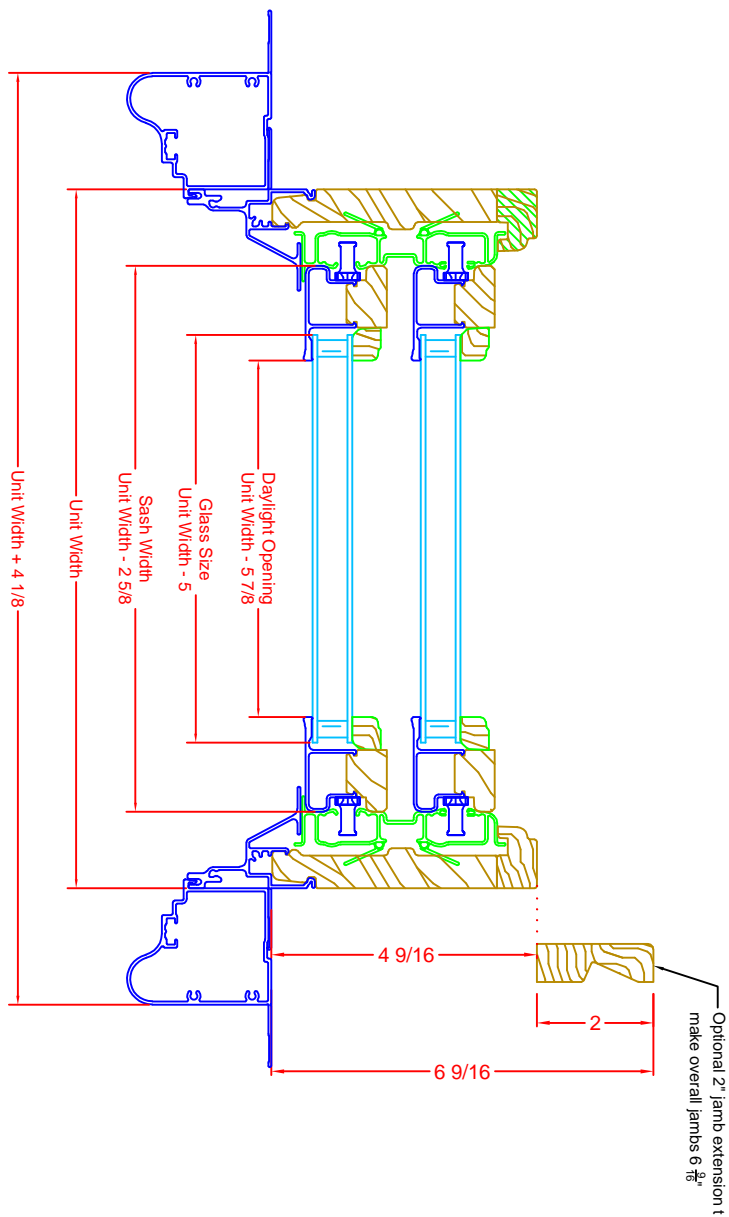 Optional 2" jamb extension t
make overall jambs 6 9/16"
4 9/16
2
6 9/16
Daylight Opening
Unit Width - 5 7/8
Glass Size
Unit Width - 5
Sash Width
Unit Width - 2 5/8
Unit Width
Unit Width + 4 1/8